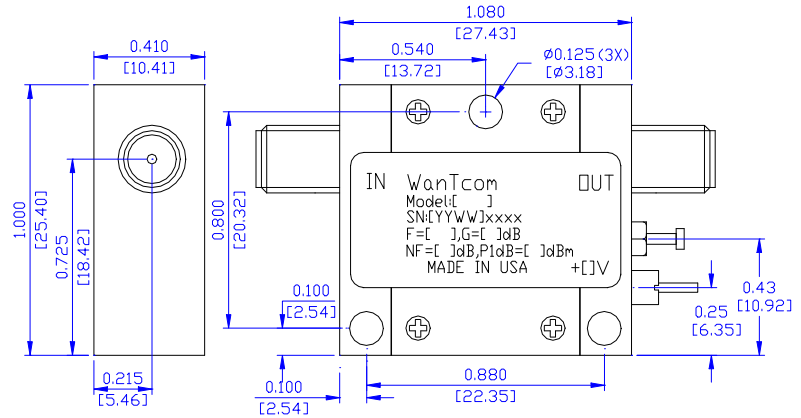 1.080
[27.43]
0.410
[10.41]
0.540
[13.72]
Ø0.125(3X)
[Ø3.18]
1.000
[25.40]
0.725
[18.42]
0.800
[20.32]
IN
WanTcom
OUT
Model:[ ]
SN:[YYWW]xxxx
F=[ ],G=[ ]dB
NF=[ ]dB,P1dB=[ ]dBm
MADE IN USA
+[]V
0.100
[2.54]
0.43
[10.92]
0.25
[6.35]
0.215
[5.46]
0.100
[2.54]
0.880
[22.35]